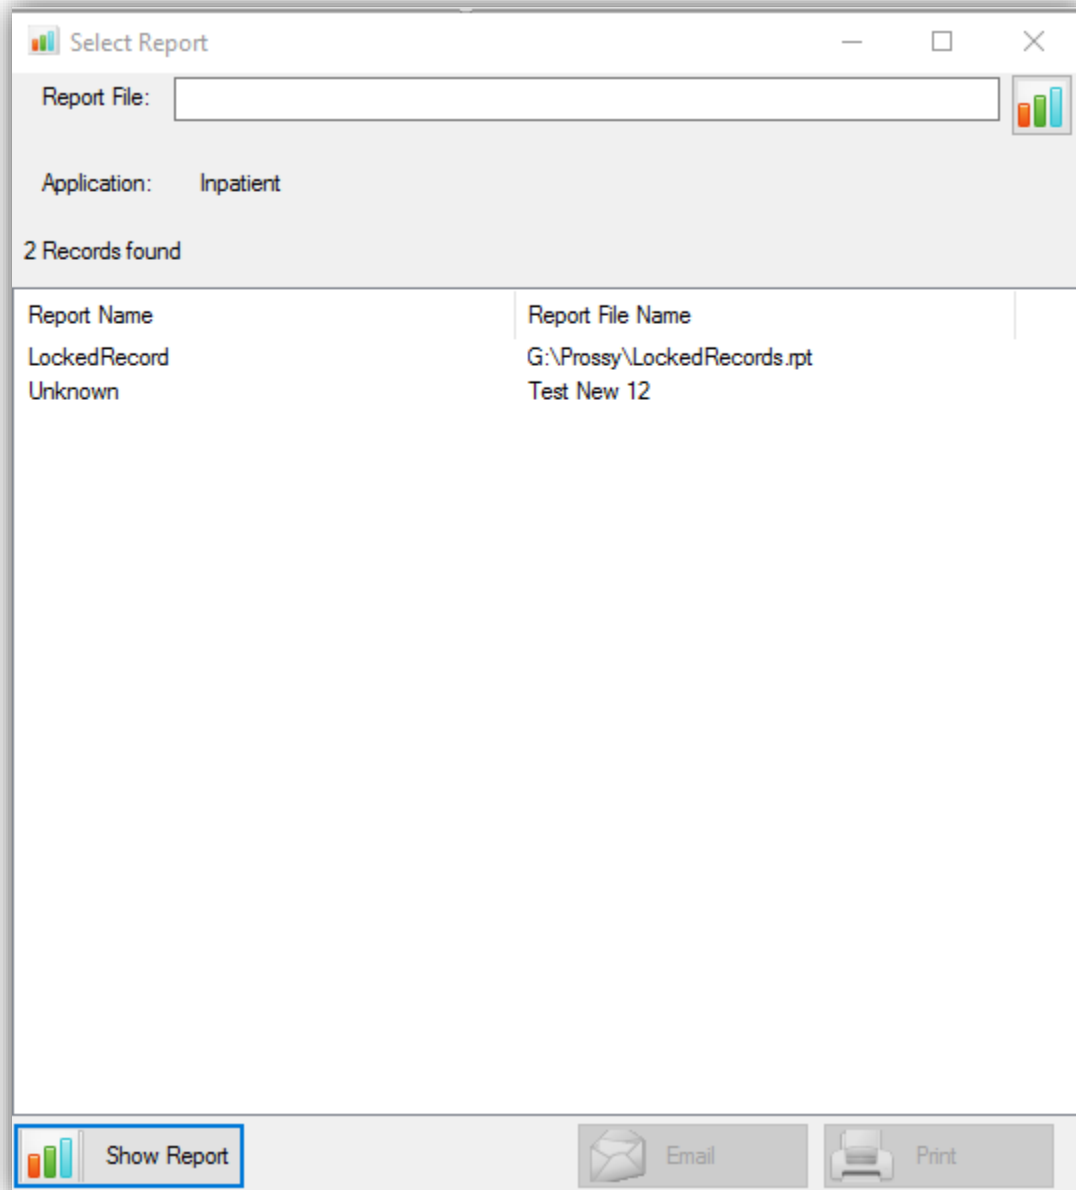 Select Report
Report File:
Application: Inpatient
2 Records found
Report Name Report File Name
LockedRecord G:\Prossy\LockedRecords.rpt
Unknown Test New 12
Show Report Email Print